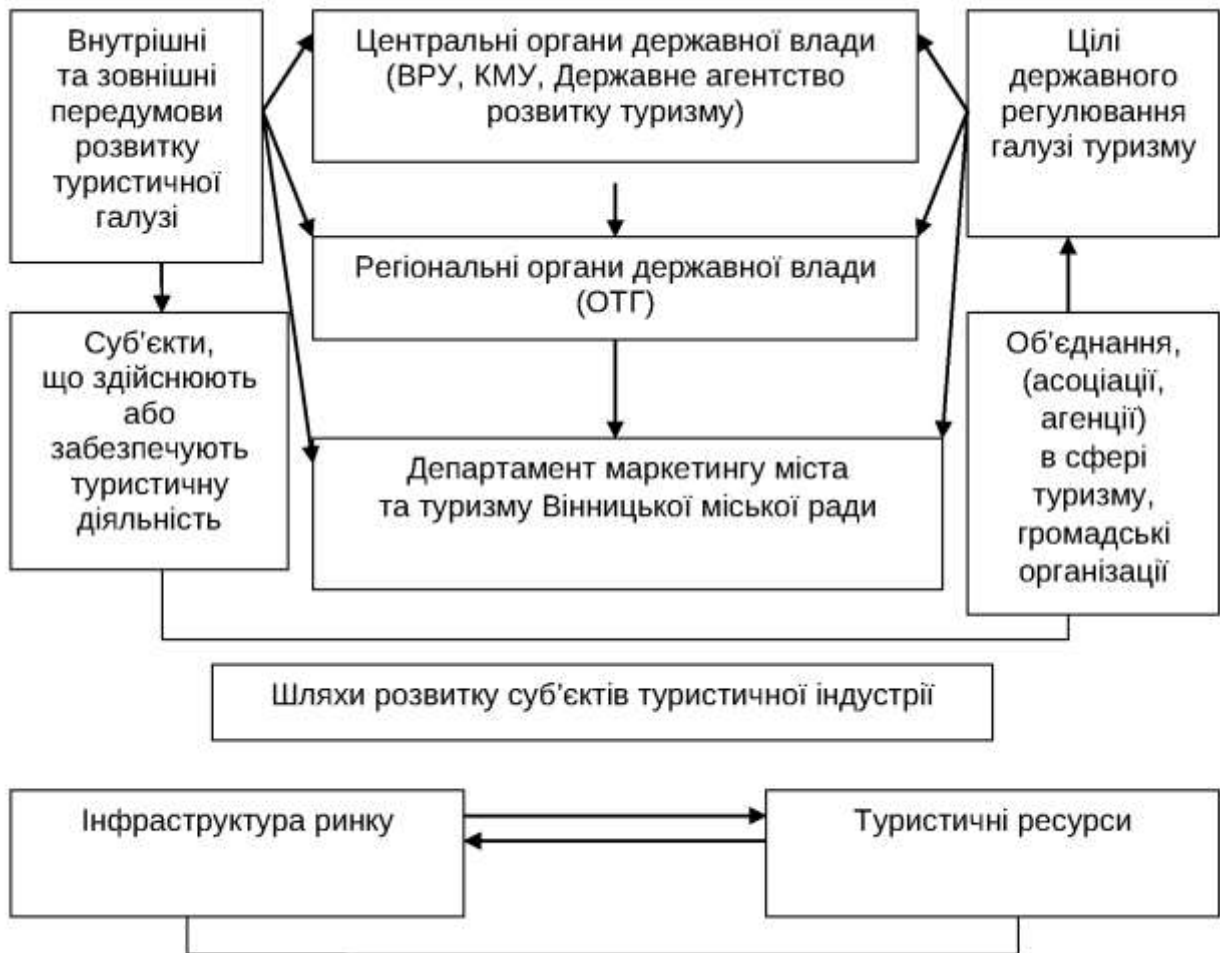 Внутрішні
та зовнішні
передумови
розвитку
туристичної
галузі
Центральні органи державної влади
(ВРУ, КМУ, Державне агентство
розвитку туризму)
Цілі
державного
регулювання
галузі туризму
Регіональні органи державної влади
(ОТГ)
Суб’єкти,
що здійснюють
або
забезпечують
туристичну
діяльність
Департамент маркетингу міста
та туризму Вінницької міської ради
Об’єднання,
(асоціації,
агенції)
в сфері
туризму,
громадські
організації
Шляхи розвитку суб’єктів туристичної індустрії
Інфраструктура ринку
Туристичні ресурси